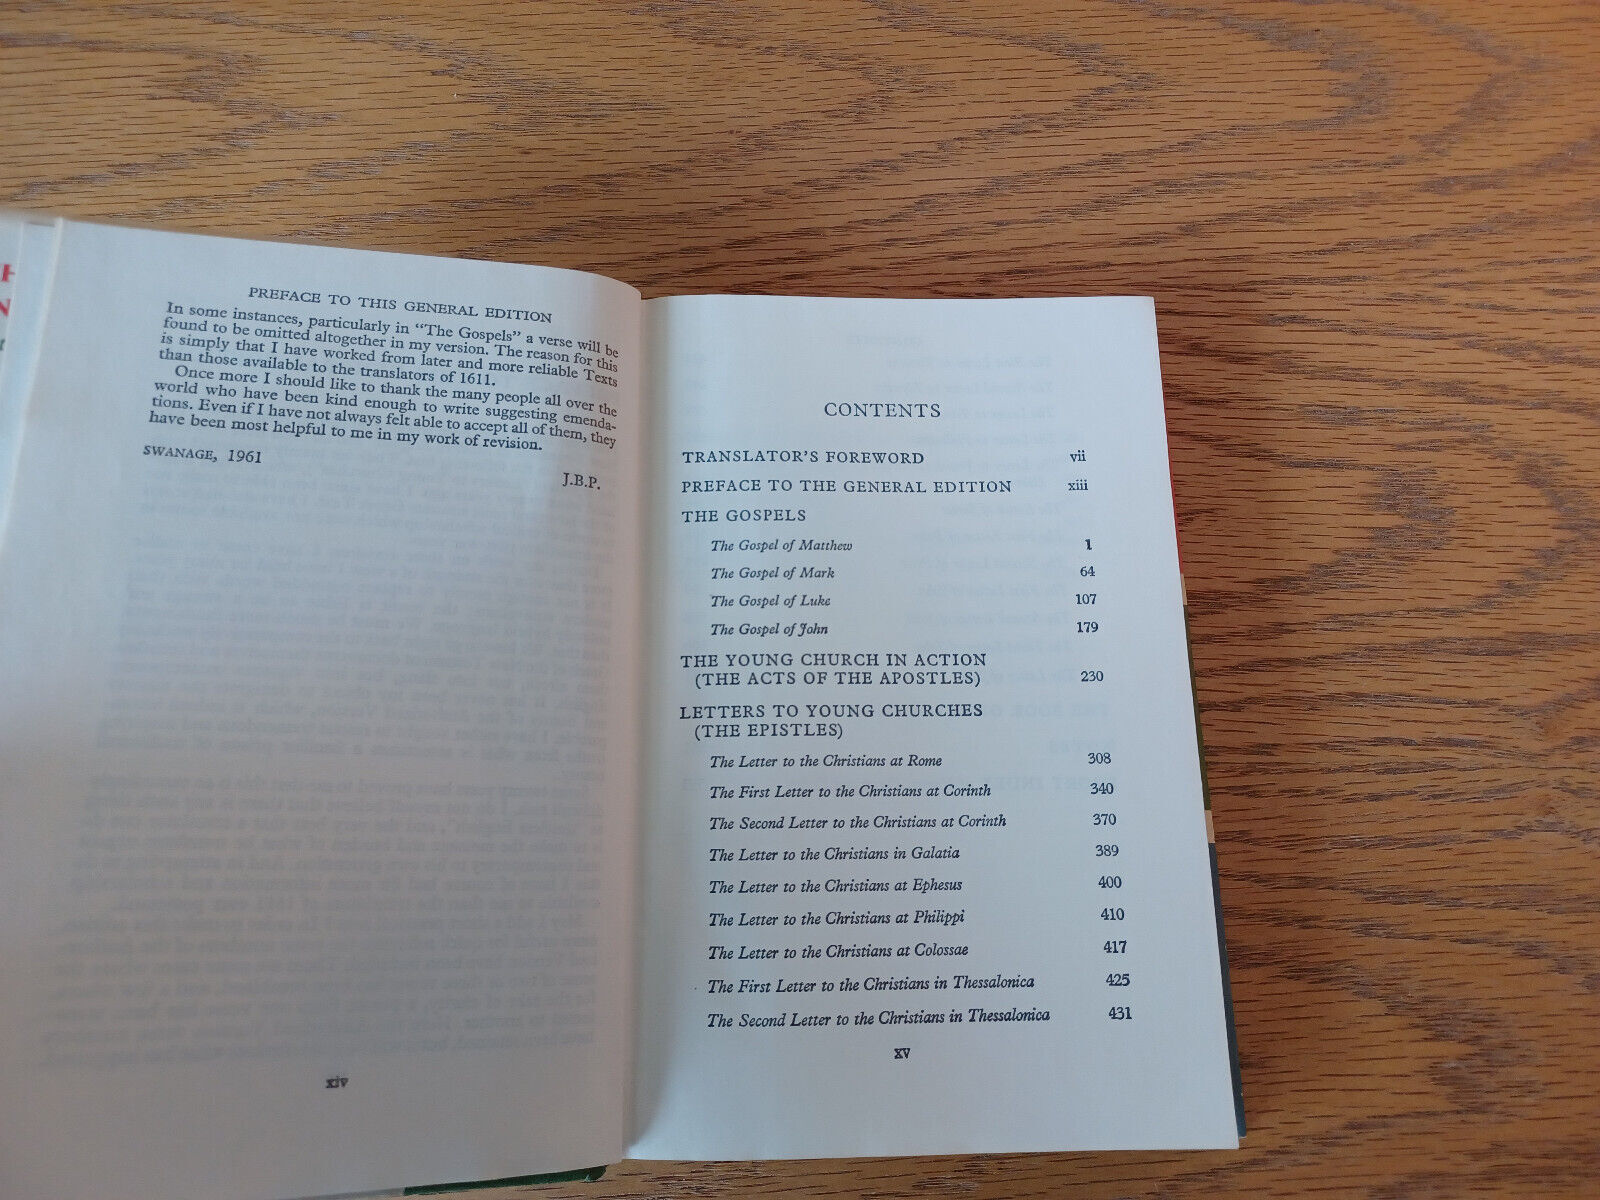 PREFACE TO THIS GENERAL EDITION
In some instances, particularly in "The Gospels" a verse will be
found to be omitted altogether in my version. The reason for this
is simply that I have worked from later and more reliable Texts
than those available to the translators of 1611.
Once more I should like to thank the many people all over the
world who have been kind enough to write suggesting emenda-
tions. Even if I have not always felt able to accept all of them, they
have been most helpful to me in my work of revision.
SWANAGE, 1961
J.B.P.
xiv
CONTENTS
TRANSLATOR'S FOREWORD vii
PREFACE TO THE GENERAL EDITION xiii
THE GOSPELS
The Gospel of Matthew 1
The Gospel of Mark 64
The Gospel of Luke 107
The Gospel of John 179
THE YOUNG CHURCH IN ACTION
(THE ACTS OF THE APOSTLES) 230
LETTERS TO YOUNG CHURCHES
(THE EPISTLES)
The Letter to the Christians at Rome 308
The First Letter to the Christians at Corinth 340
The Second Letter to the Christians at Corinth 370
The Letter to the Christians in Galatia 389
The Letter to the Christians at Ephesus 400
The Letter to the Christians at Philippi 410
The Letter to the Christians at Colossae 417
The First Letter to the Christians in Thessalonica 425
The Second Letter to the Christians in Thessalonica 431
xv